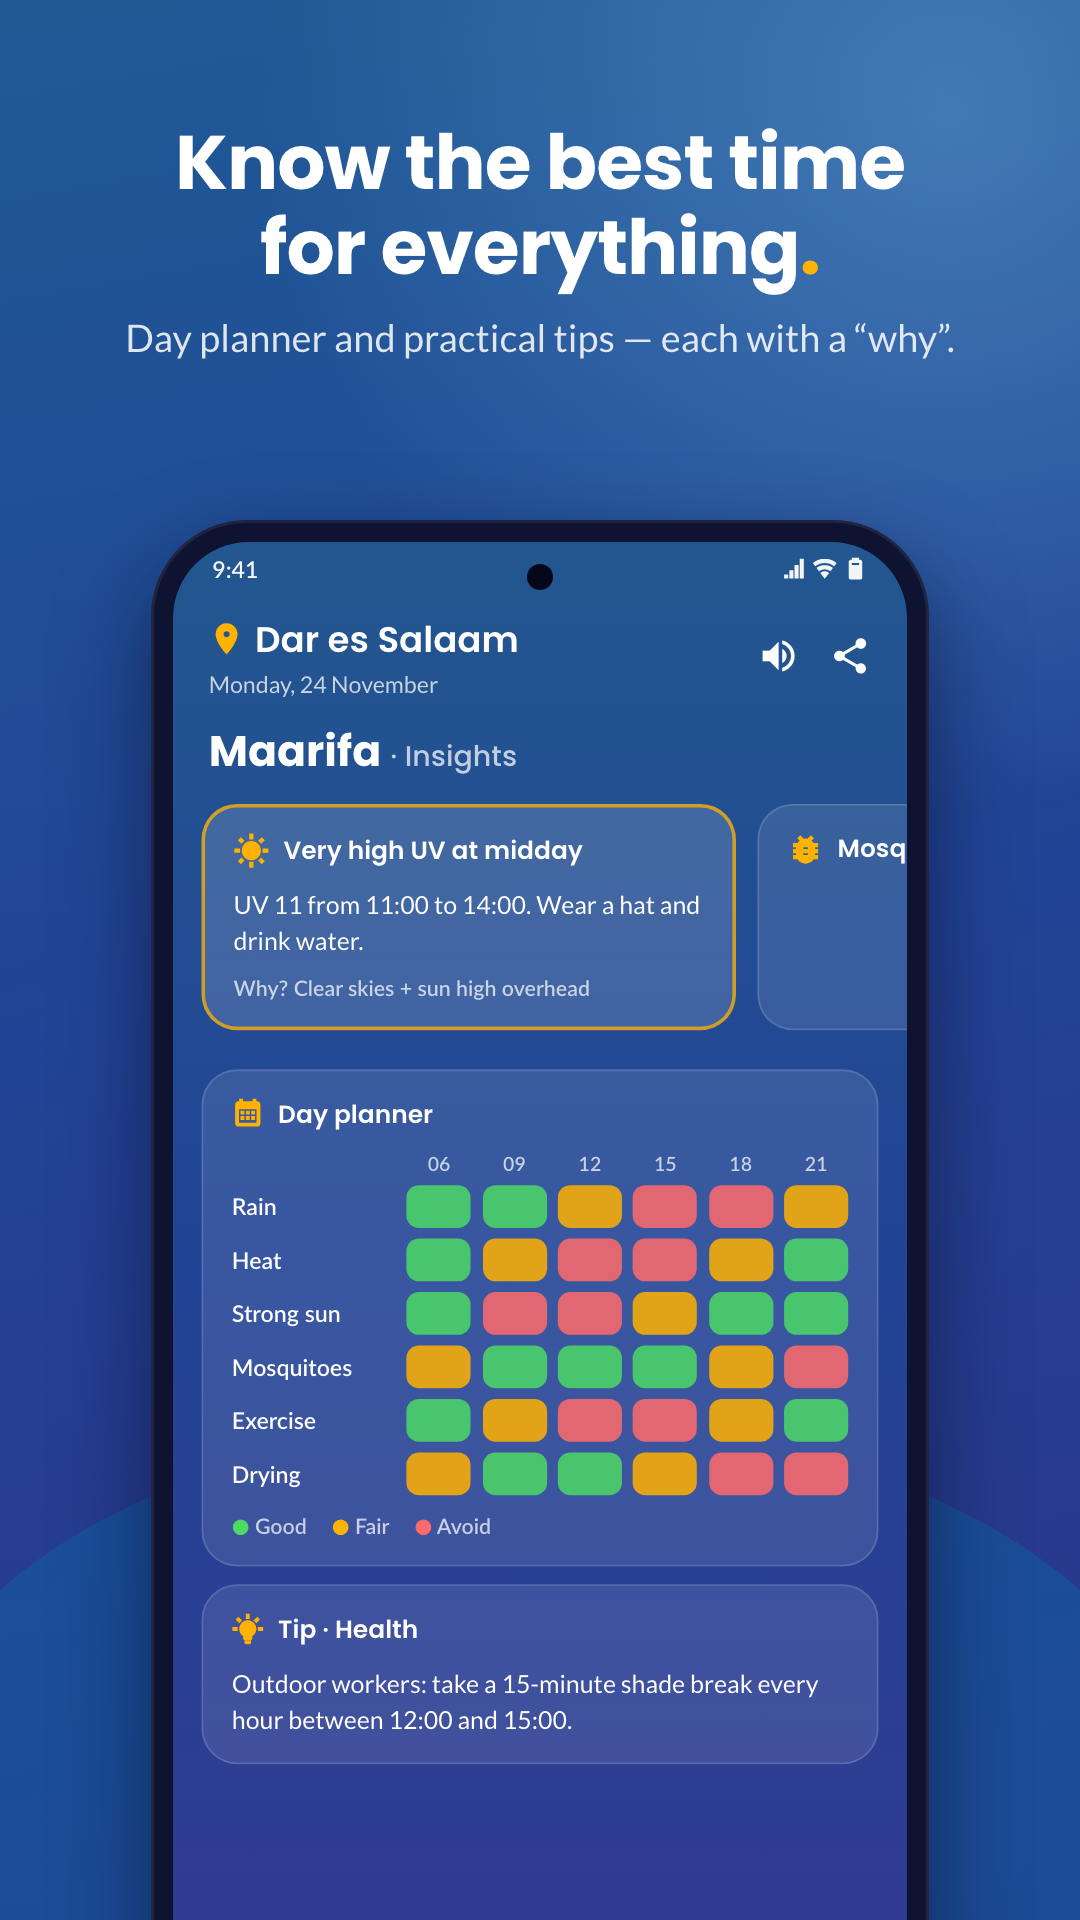 Know the best time
for everything.
Day planner and practical tips — each with a “why”.
9:41
Dar es Salaam
Monday, 24 November
Maarifa · Insights
Very high UV at midday
UV 11 from 11:00 to 14:00. Wear a hat and
drink water.
Why? Clear skies + sun high overhead
Mosq
Day planner
06 09 12 15 18 21
Rain
Heat
Strong sun
Mosquitoes
Exercise
Drying
Good Fair Avoid
Tip · Health
Outdoor workers: take a 15-minute shade break every
hour between 12:00 and 15:00.